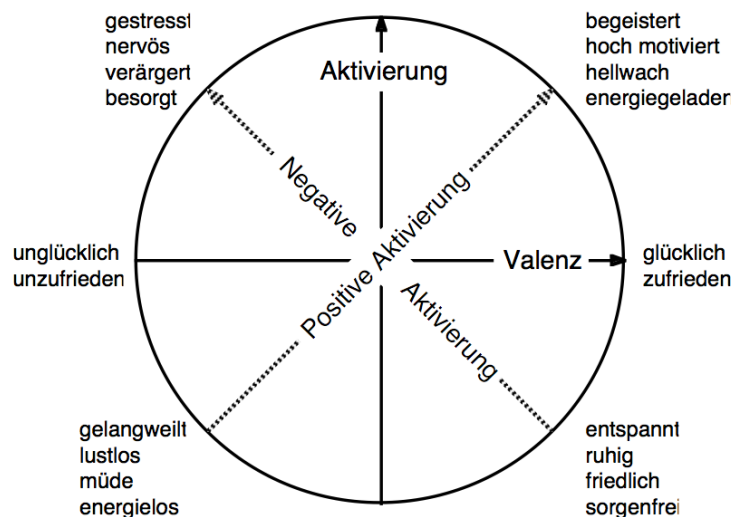 gestresst
nervös
verärgert
besorgt
Aktivierung
begeistert
hoch motiviert
hellwach
energiegeladen
Negative
Positive Aktivierung
unglücklich
unzufrieden
Valenz
glücklich
zufrieden
Aktivierung
gelangweilt
lustlos
müde
energielos
entspannt
ruhig
friedlich
sorgenfrei